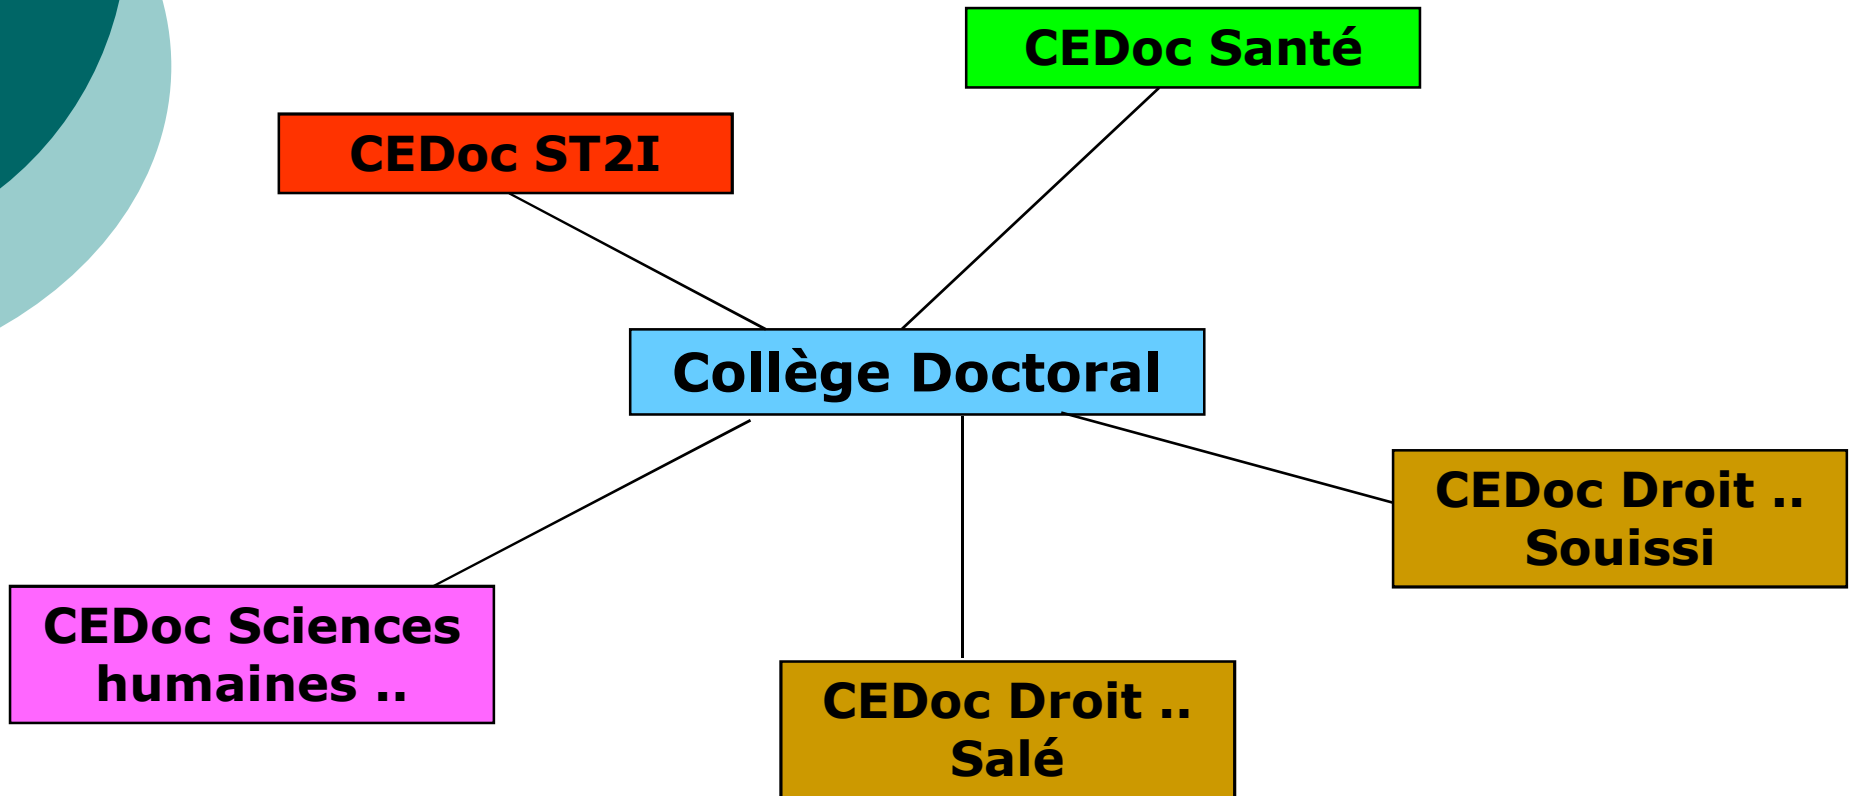 CEDoc Santé
CEDoc ST2I
Collège Doctoral
CEDoc Droit ..
Souissi
CEDoc Sciences
humaines ..
CEDoc Droit ..
Salé